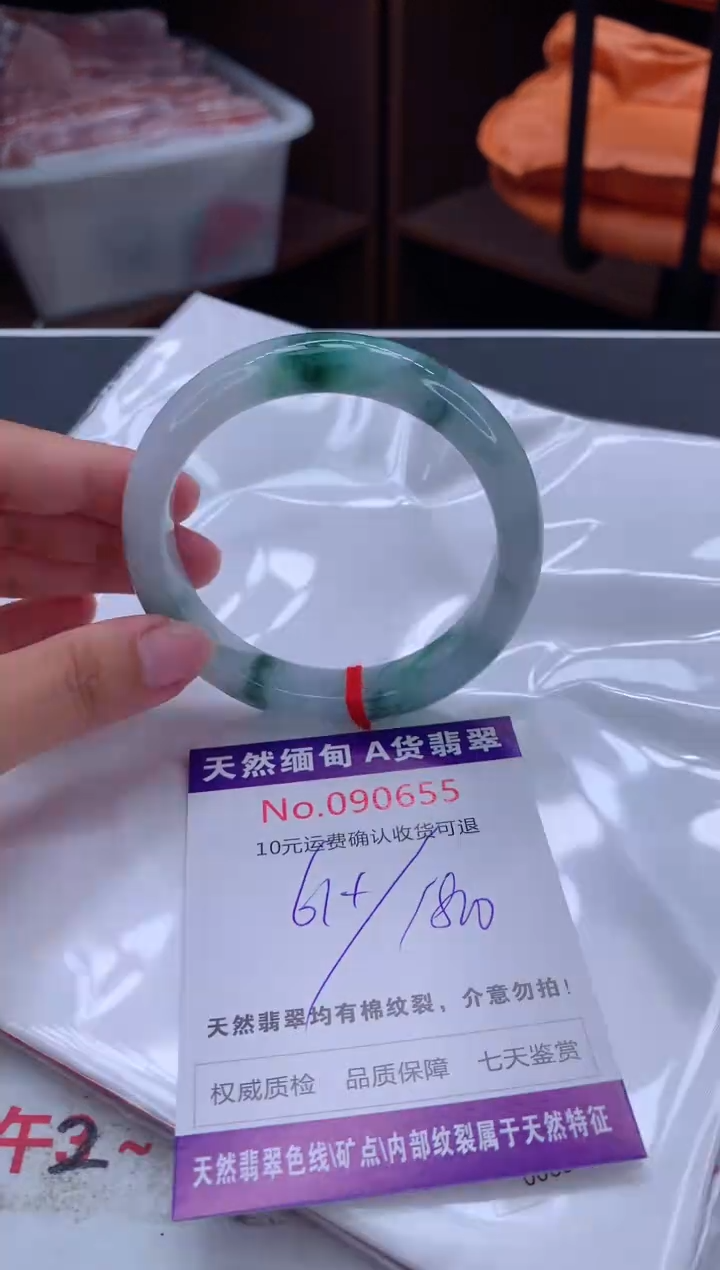 天然缅甸 A货翡翠
No.090655
10元运费确认收货可退
61+/1800
天然翡翠均有棉纹裂，介意勿拍！
权威质检 品质保障 七天鉴赏
天然翡翠色线\矿点\内部纹裂属于天然特征
午2~